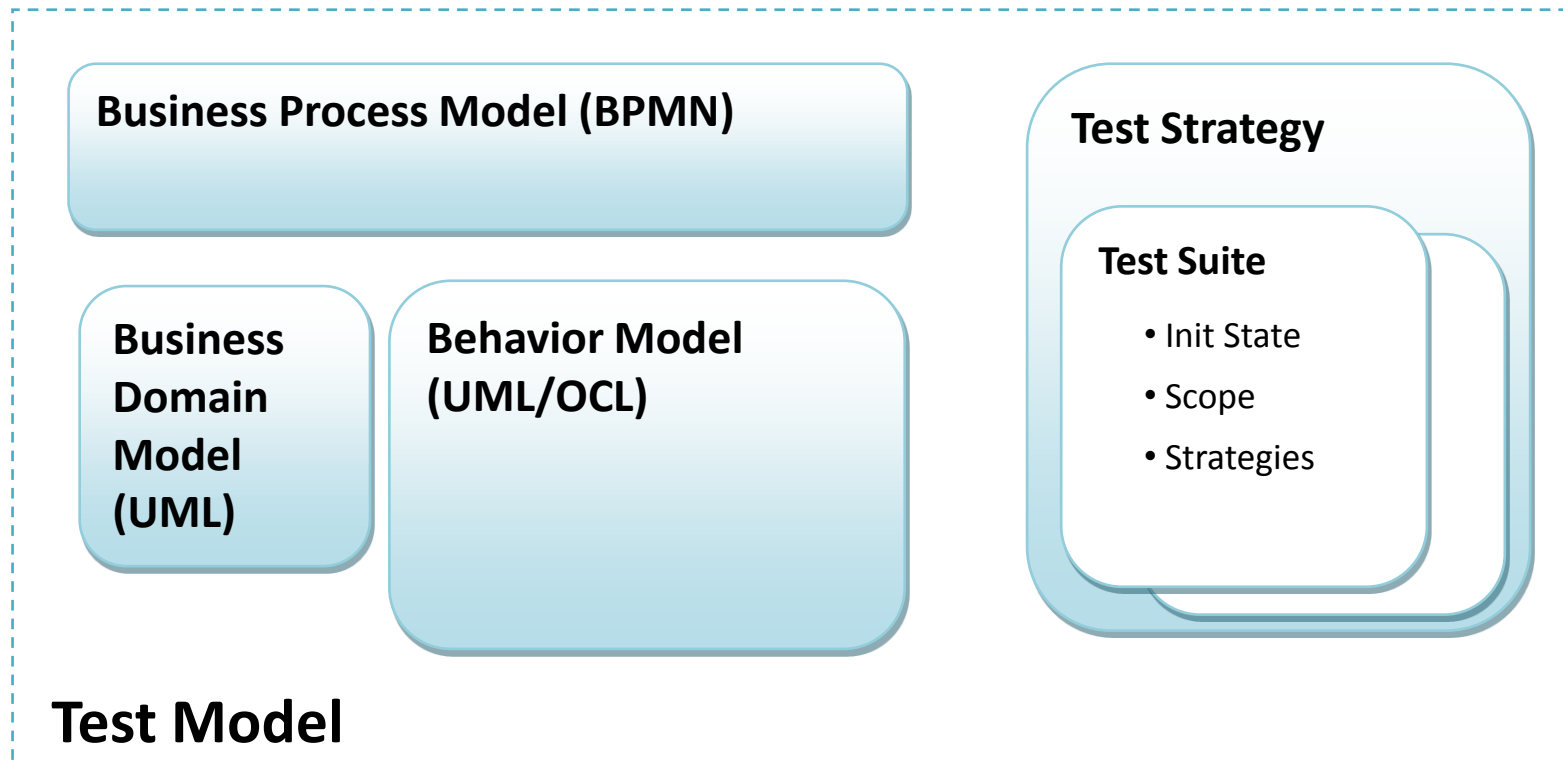 Business Process Model (BPMN)
Business
Domain
Model
(UML)
Behavior Model
(UML/OCL)
Test Strategy
Test Suite
• Init State
• Scope
• Strategies
Test Model